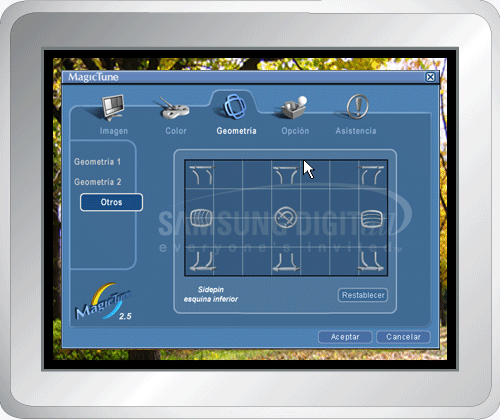 MagicTune
Imagen
Color
Geometría
Opción
Asistencia
Geometría 1
Geometría 2
Otros
SAMSUNG DIGITall
everyone's invited™
Sidepin
esquina inferior
Restablecer
MagicTune
2.5
Aceptar
Cancelar